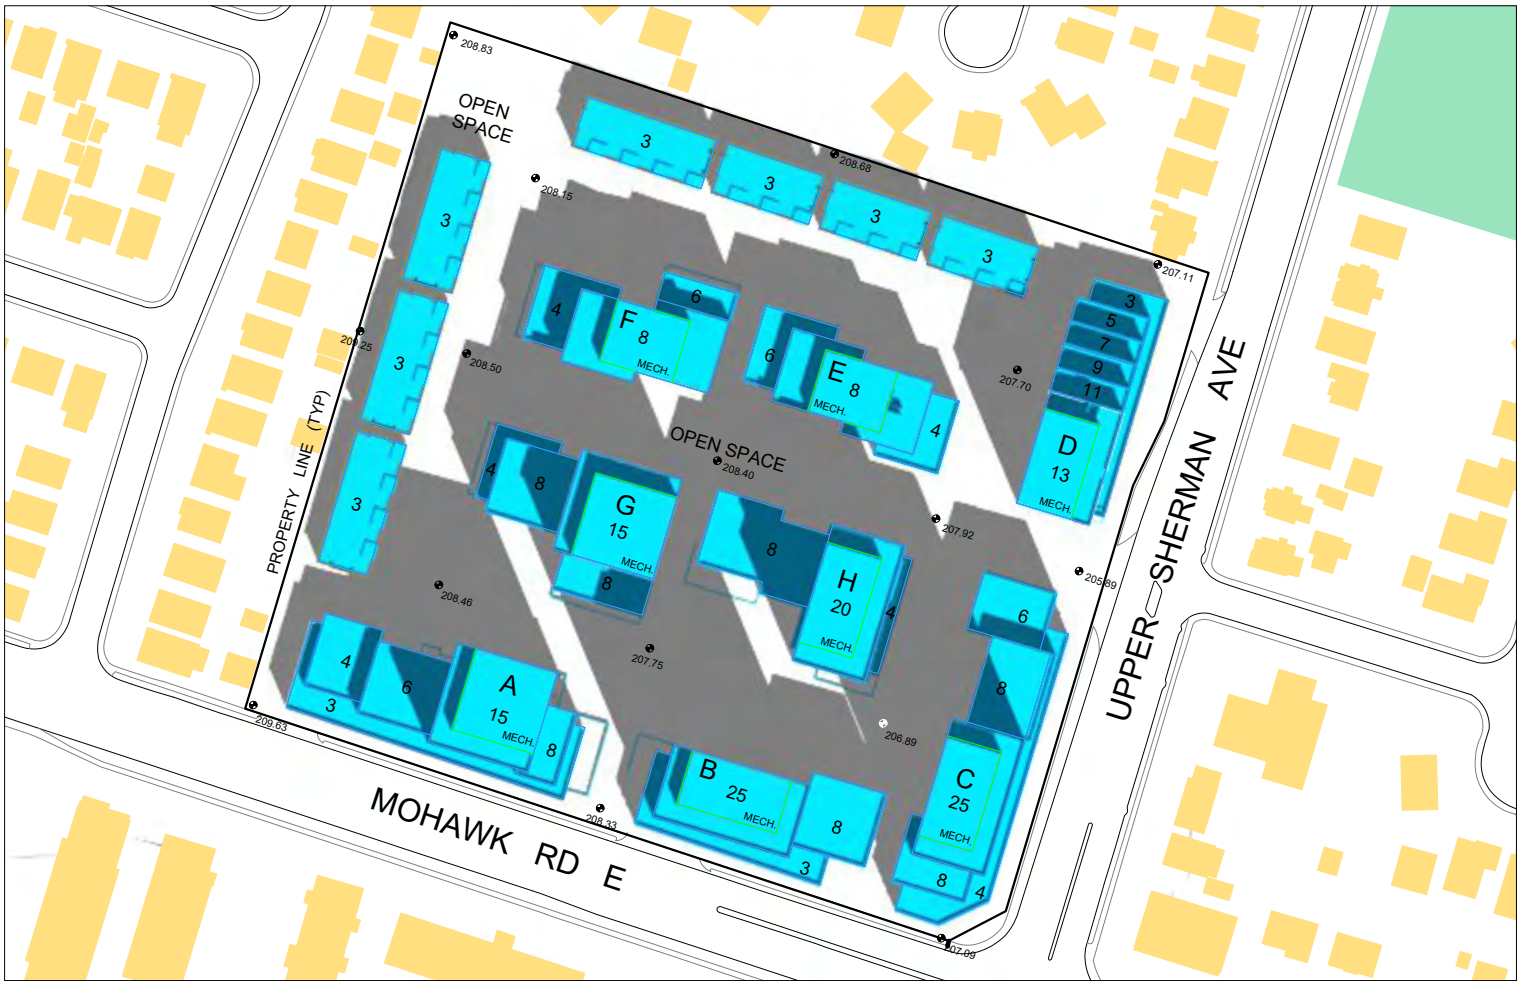 208.83
OPEN
SPACE
3
208.68
208.15
3
3
3
3
207.11
209.25
3
208.50
4
F
8
MECH.
6
6
E
8
MECH.
4
207.70
3
5
7
9
11
D
13
MECH.
UPPER SHERMAN AVE
PROPERTY LINE (TYP)
3
OPEN SPACE
208.40
4
8
G
15
MECH.
8
8
H
20
MECH.
4
207.92
205.89
208.46
207.75
6
8
4
6
3
A
15
MECH.
8
209.63
206.89
B
25
8
3
C
25
MECH.
8
4
208.33
MOHAWK RD E
207.09